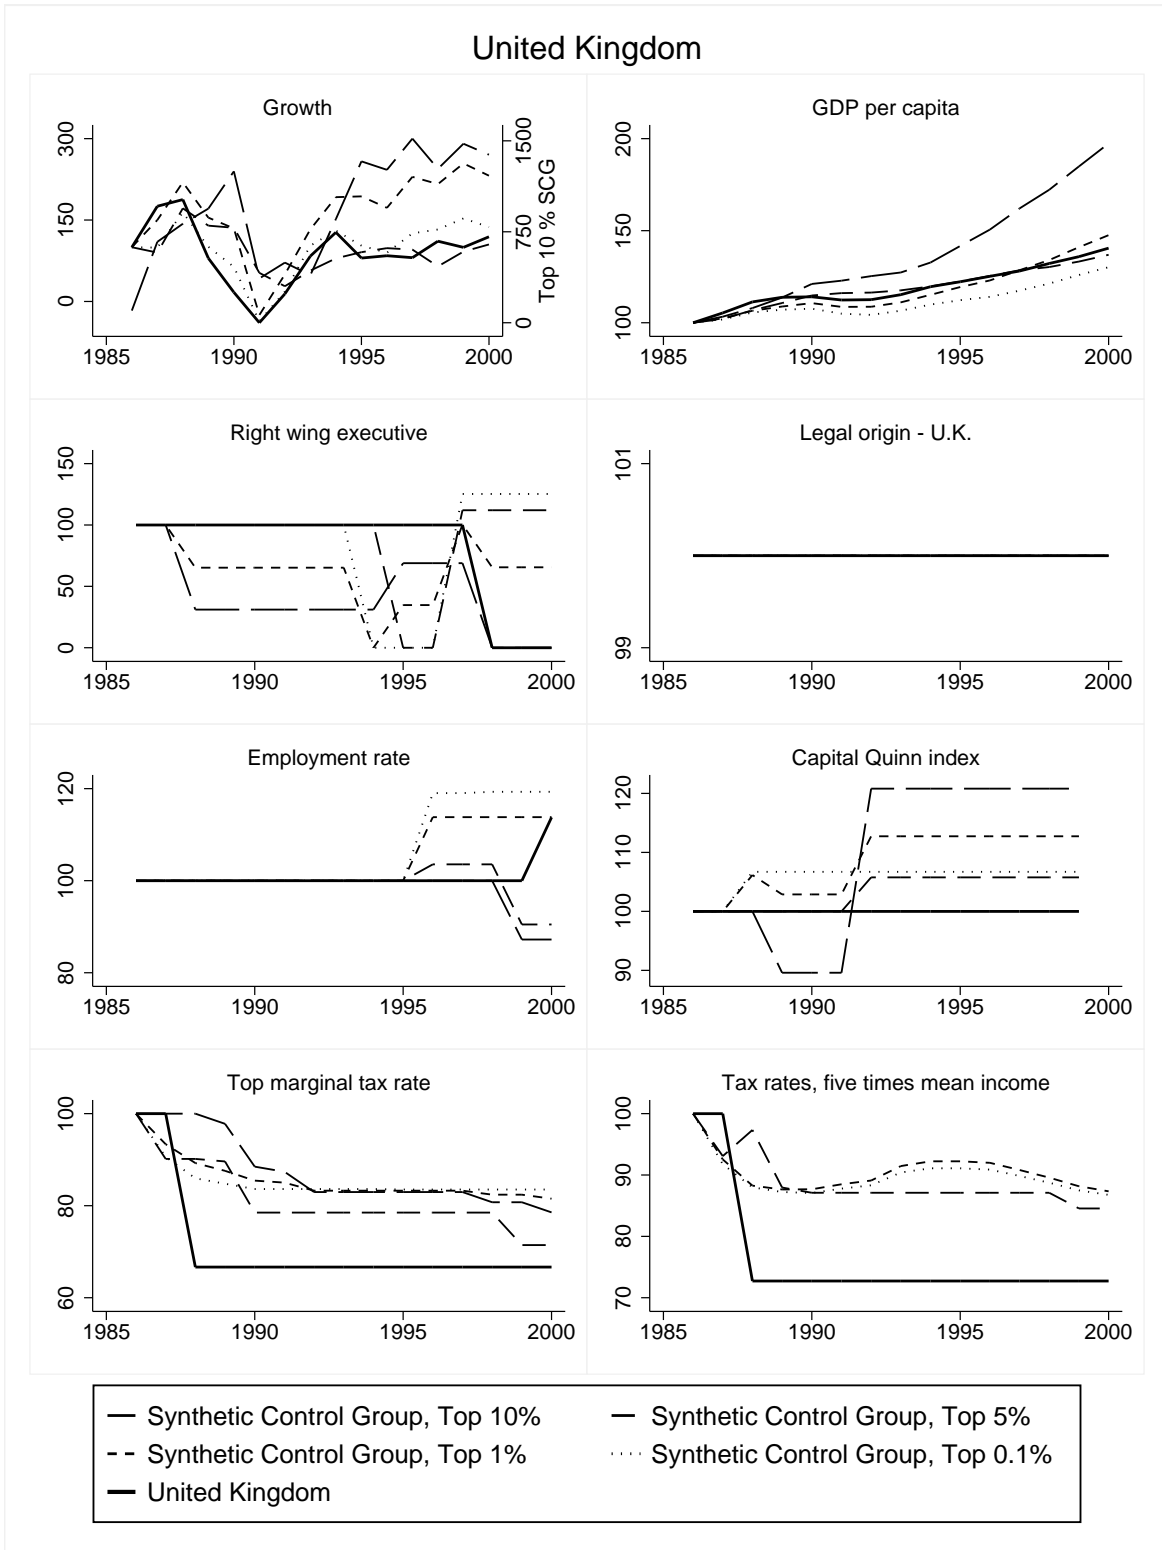 United Kingdom
Growth
0 150 300
0 750 1500
Top 10 % SCG
1985 1990 1995 2000
GDP per capita
100 150 200
1985 1990 1995 2000
Right wing executive
0 50 100 150
1985 1990 1995 2000
Legal origin - U.K.
99 101
1985 1990 1995 2000
Employment rate
80 100 120
1985 1990 1995 2000
Capital Quinn index
90 100 110 120
1985 1990 1995 2000
Top marginal tax rate
60 80 100
1985 1990 1995 2000
Tax rates, five times mean income
70 80 90 100
1985 1990 1995 2000
Synthetic Control Group, Top 10%
Synthetic Control Group, Top 5%
Synthetic Control Group, Top 1%
Synthetic Control Group, Top 0.1%
United Kingdom